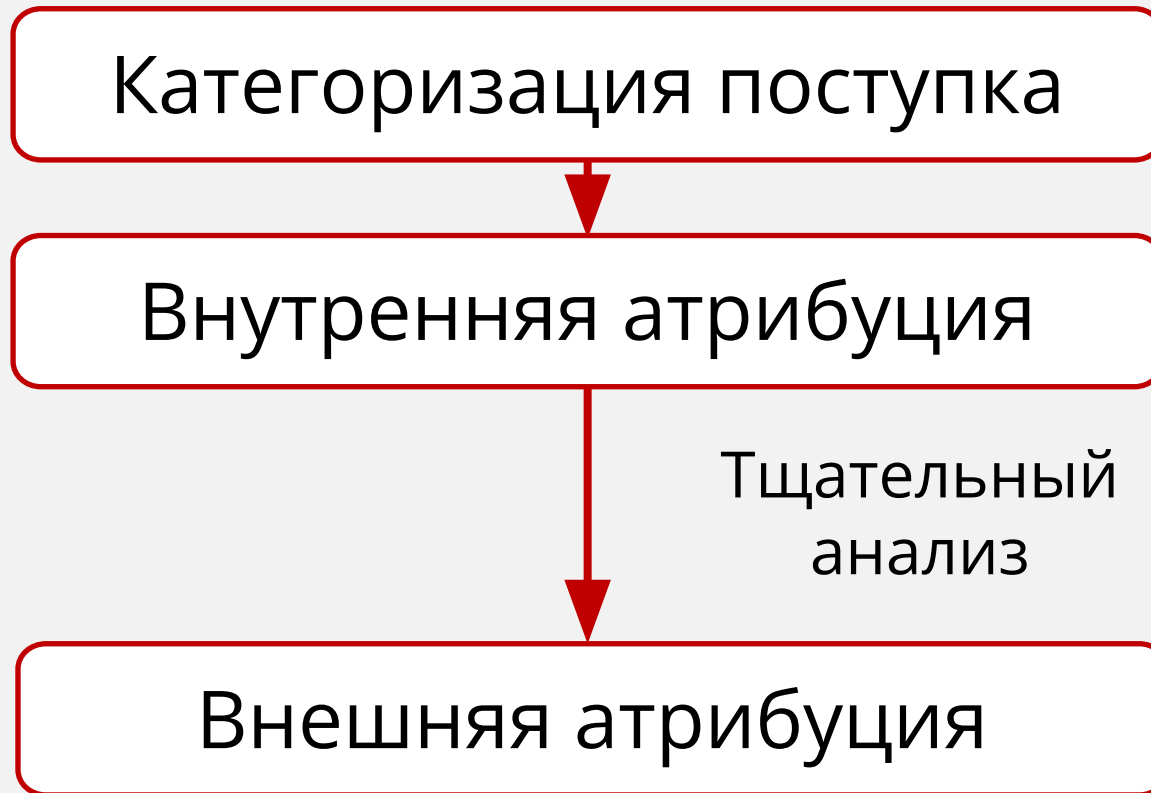 Категоризация поступка
Внутренняя атрибуция
Тщательный
анализ
Внешняя атрибуция